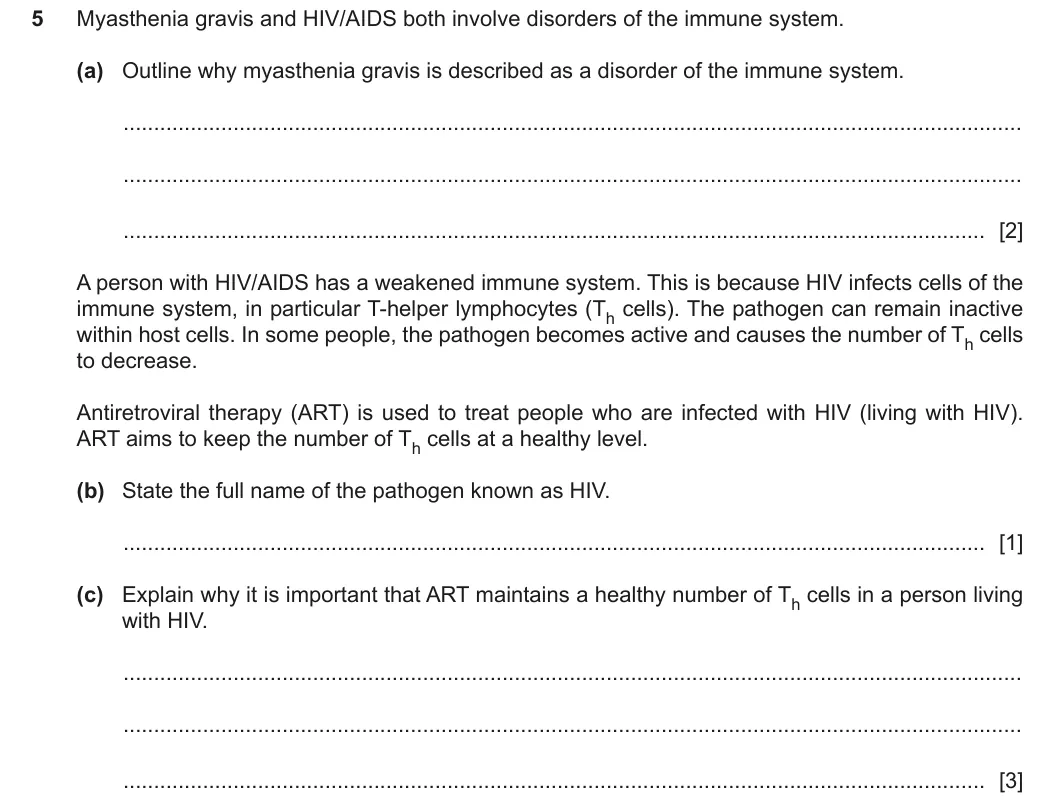 5 Myasthenia gravis and HIV/AIDS both involve disorders of the immune system.
(a) Outline why myasthenia gravis is described as a disorder of the immune system.
..........................................................................................................................................
..........................................................................................................................................
.................................................................................................................................... [2]
A person with HIV/AIDS has a weakened immune system. This is because HIV infects cells of the
immune system, in particular T-helper lymphocytes (Th cells). The pathogen can remain inactive
within host cells. In some people, the pathogen becomes active and causes the number of Th cells
to decrease.
Antiretroviral therapy (ART) is used to treat people who are infected with HIV (living with HIV).
ART aims to keep the number of Th cells at a healthy level.
(b) State the full name of the pathogen known as HIV.
.................................................................................................................................... [1]
(c) Explain why it is important that ART maintains a healthy number of Th cells in a person living
with HIV.
..........................................................................................................................................
..........................................................................................................................................
.................................................................................................................................... [3]